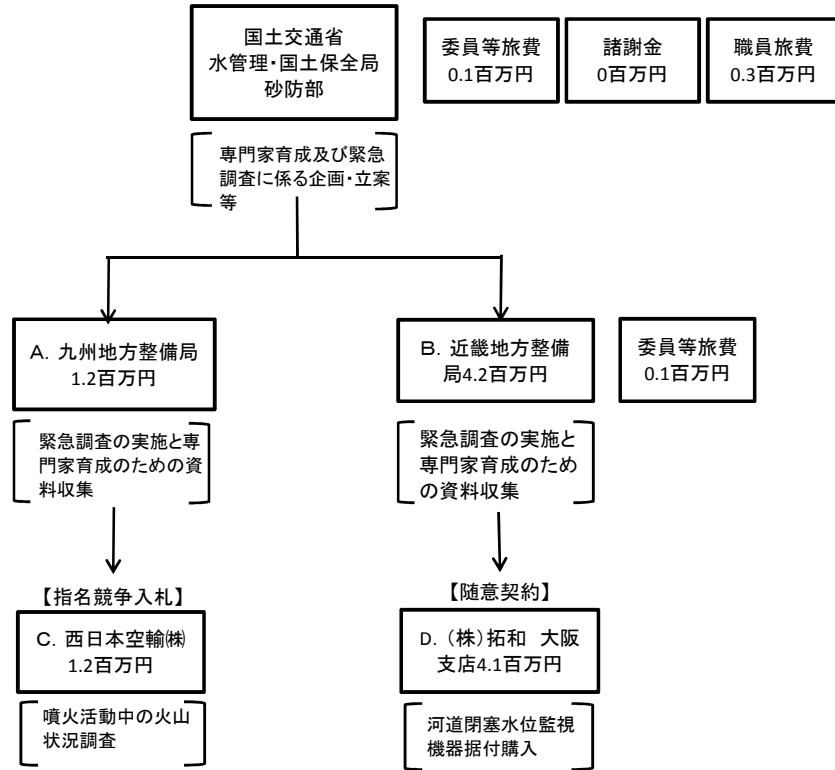 国土交通省
水管理・国土保全局
砂防部
委員等旅費
0.1百万円
諸謝金
0百万円
職員旅費
0.3百万円
専門家育成及び緊急
調査に係る企画・立案
等
A. 九州地方整備局
1.2百万円
B. 近畿地方整備
局4.2百万円
委員等旅費
0.1百万円
緊急調査の実施と専
門家育成のための資
料収集
緊急調査の実施と
専門家育成のため
の資料収集
【指名競争入札】
【随意契約】
C. 西日本空輸㈱
1.2百万円
D. (株)拓和 大阪
支店4.1百万円
噴火活動中の火山
状況調査
河道閉塞水位監視
機器据付購入